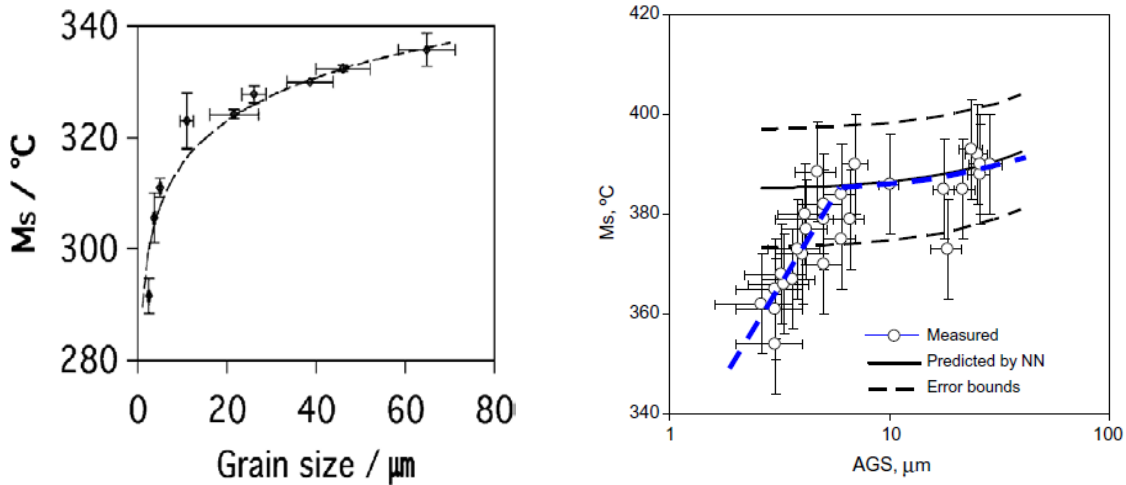 340
320
300
280
Ms / °C
0
20
40
60
80
Grain size / μm
420
400
380
360
340
Ms, ºC
Measured
Predicted by NN
Error bounds
1
10
100
AGS, μm